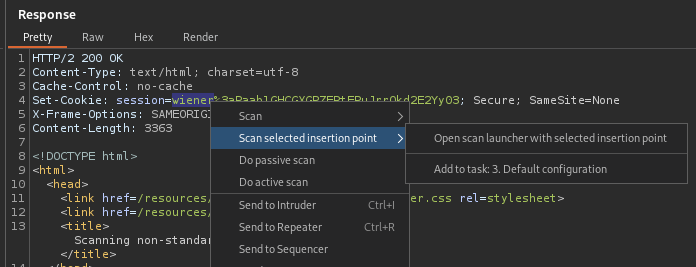 Response
Pretty Raw Hex Render
1 HTTP/2 200 OK
2 Content-Type: text/html; charset=utf-8
3 Cache-Control: no-cache
4 Set-Cookie: session=wiener; Secure; SameSite=None
5 X-Frame-Options: SAMEORIGI
6 Content-Length: 3363
7
8 <!DOCTYPE html>
9 <html>
10 <head>
11 <link href=/resources/ er.css rel=stylesheet>
12 <link href=/resources/ t>
13 <title>
Scanning non-standar
</title>
14
Scan
Scan selected insertion point
Do passive scan
Do active scan
Send to Intruder Ctrl+I
Send to Repeater Ctrl+R
Send to Sequencer
Open scan launcher with selected insertion point
Add to task: 3. Default configuration